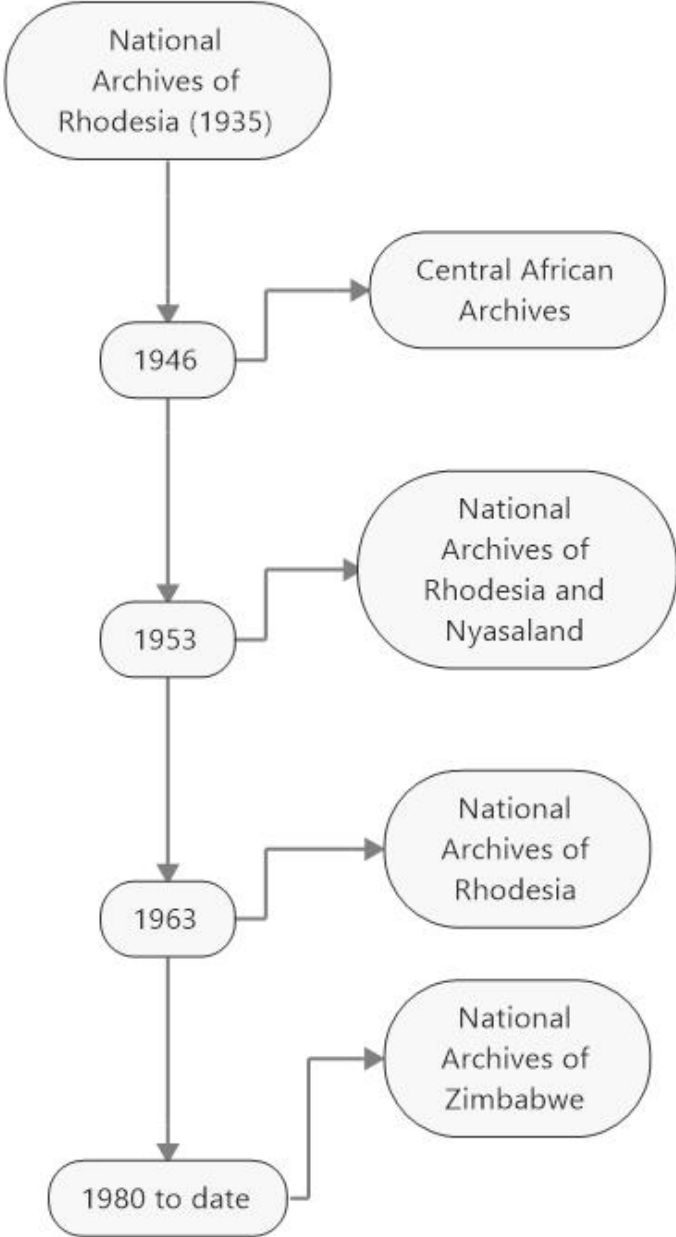 National
Archives of
Rhodesia (1935)
Central African
Archives
1946
National
Archives of
Rhodesia and
Nyasaland
1953
National
Archives of
Rhodesia
1963
National
Archives of
Zimbabwe
1980 to date